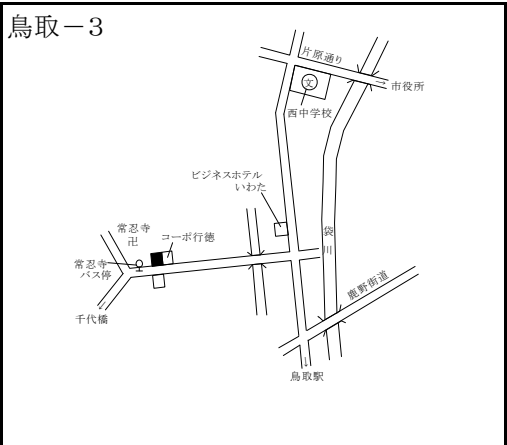 鳥取－3
片原通り
→
市役所
文
西中学校
ビジネスホテル
いわた
袋川
常忍寺
卍
コーポ行徳
常忍寺
バス停
鹿野街道
千代橋
↓
鳥取駅